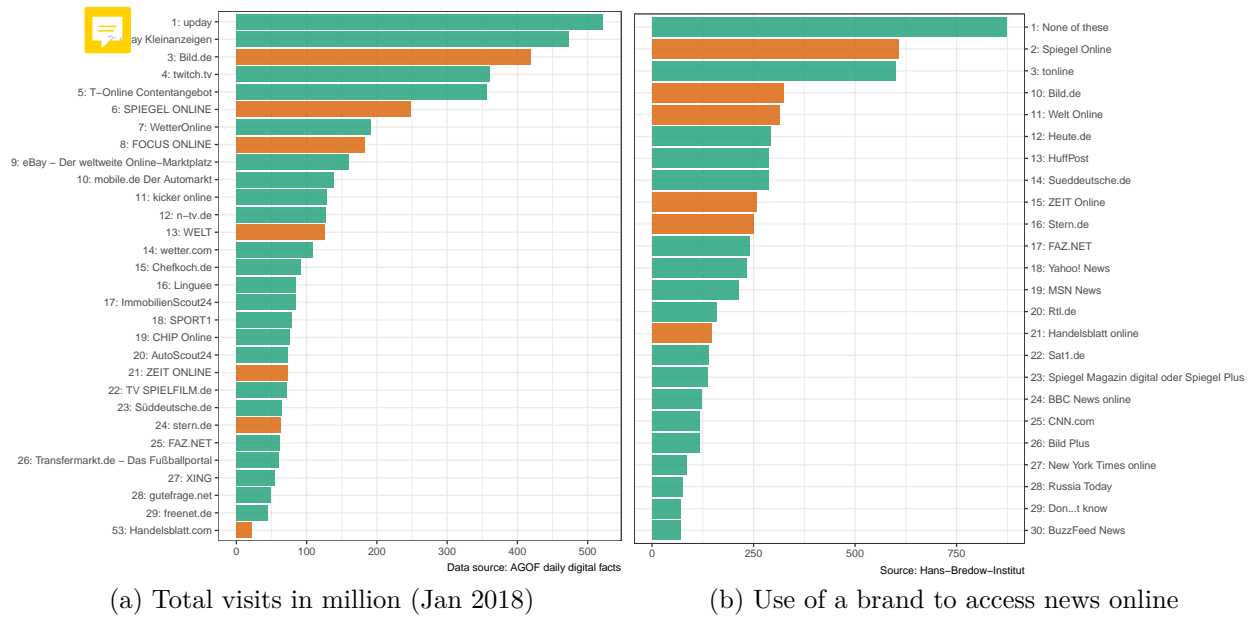 1: upday
ay Kleinanzeigen
3: Bild.de
4: twitch.tv
5: T−Online Contentangebot
6: SPIEGEL ONLINE
7: WetterOnline
8: FOCUS ONLINE
9: eBay − Der weltweite Online−Marktplatz
10: mobile.de Der Automarkt
11: kicker online
12: n−tv.de
13: WELT
14: wetter.com
15: Chefkoch.de
16: Linguee
17: ImmobilienScout24
18: SPORT1
19: CHIP Online
20: AutoScout24
21: ZEIT ONLINE
22: TV SPIELFILM.de
23: Süddeutsche.de
24: stern.de
25: FAZ.NET
26: Transfermarkt.de − Das Fußballportal
27: XING
28: gutefrage.net
29: freenet.de
53: Handelsblatt.com
0 100 200 300 400 500
Data source: AGOF daily digital facts
(a) Total visits in million (Jan 2018)
1: None of these
2: Spiegel Online
3: tonline
10: Bild.de
11: Welt Online
12: Heute.de
13: HuffPost
14: Sueddeutsche.de
15: ZEIT Online
16: Stern.de
17: FAZ.NET
18: Yahoo! News
19: MSN News
20: Rtl.de
21: Handelsblatt online
22: Sat1.de
23: Spiegel Magazin digital oder Spiegel Plus
24: BBC News online
25: CNN.com
26: Bild Plus
27: New York Times online
28: Russia Today
29: Don...t know
30: BuzzFeed News
0 250 500 750
Source: Hans−Bredow−Institut
(b) Use of a brand to access news online